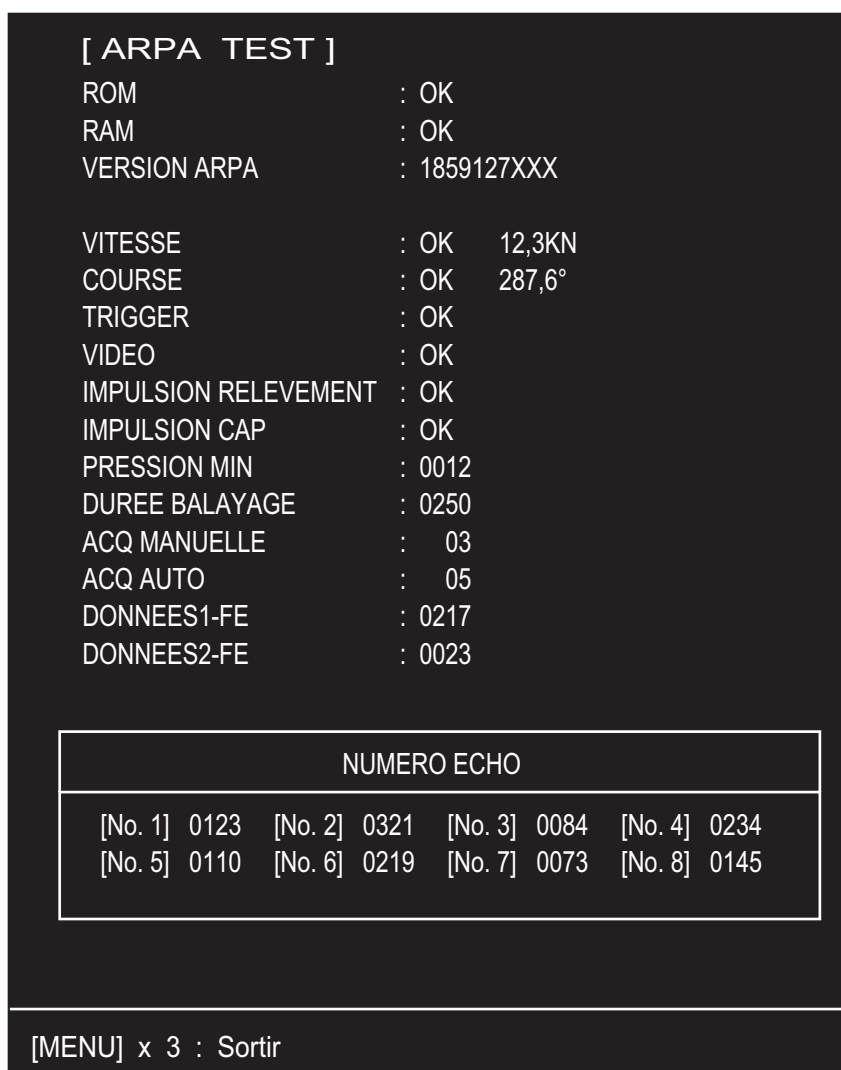 [ ARPA TEST ]
ROM : OK
RAM : OK
VERSION ARPA : 1859127XXX
VITESSE : OK 12,3KN
COURSE : OK 287,6°
TRIGGER : OK
VIDEO : OK
IMPULSION RELEVEMENT : OK
IMPULSION CAP : OK
PRESSION MIN : 0012
DUREE BALAYAGE : 0250
ACQ MANUELLE : 03
ACQ AUTO : 05
DONNEES1-FE : 0217
DONNEES2-FE : 0023
NUMERO ECHO
[No. 1] 0123 [No. 2] 0321 [No. 3] 0084 [No. 4] 0234
[No. 5] 0110 [No. 6] 0219 [No. 7] 0073 [No. 8] 0145
[MENU] x 3 : Sortir